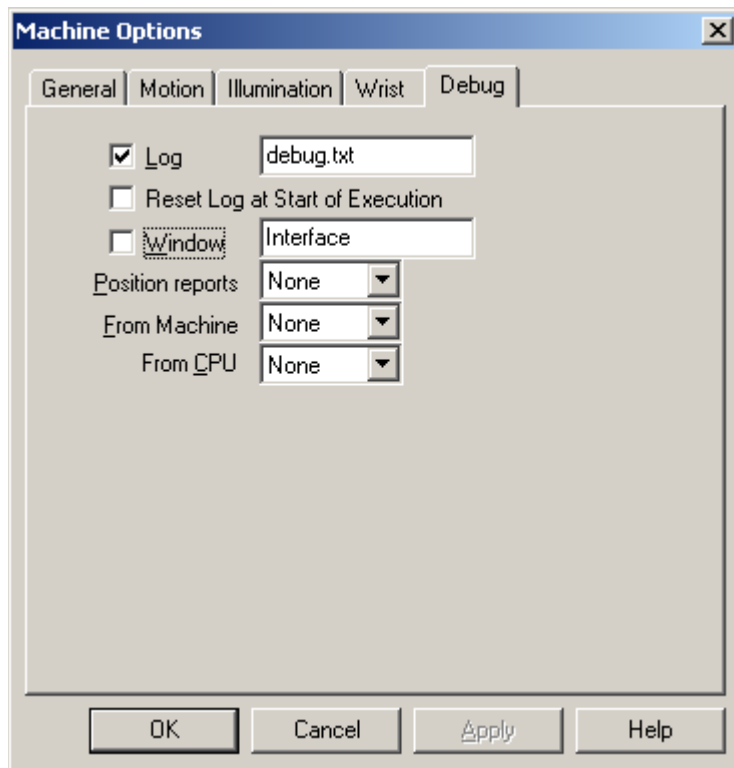 Machine Options
General Motion Illumination Wrist Debug
Log debug.txt
Reset Log at Start of Execution
Window Interface
Position reports None
From Machine None
From CPU None
OK Cancel Apply Help